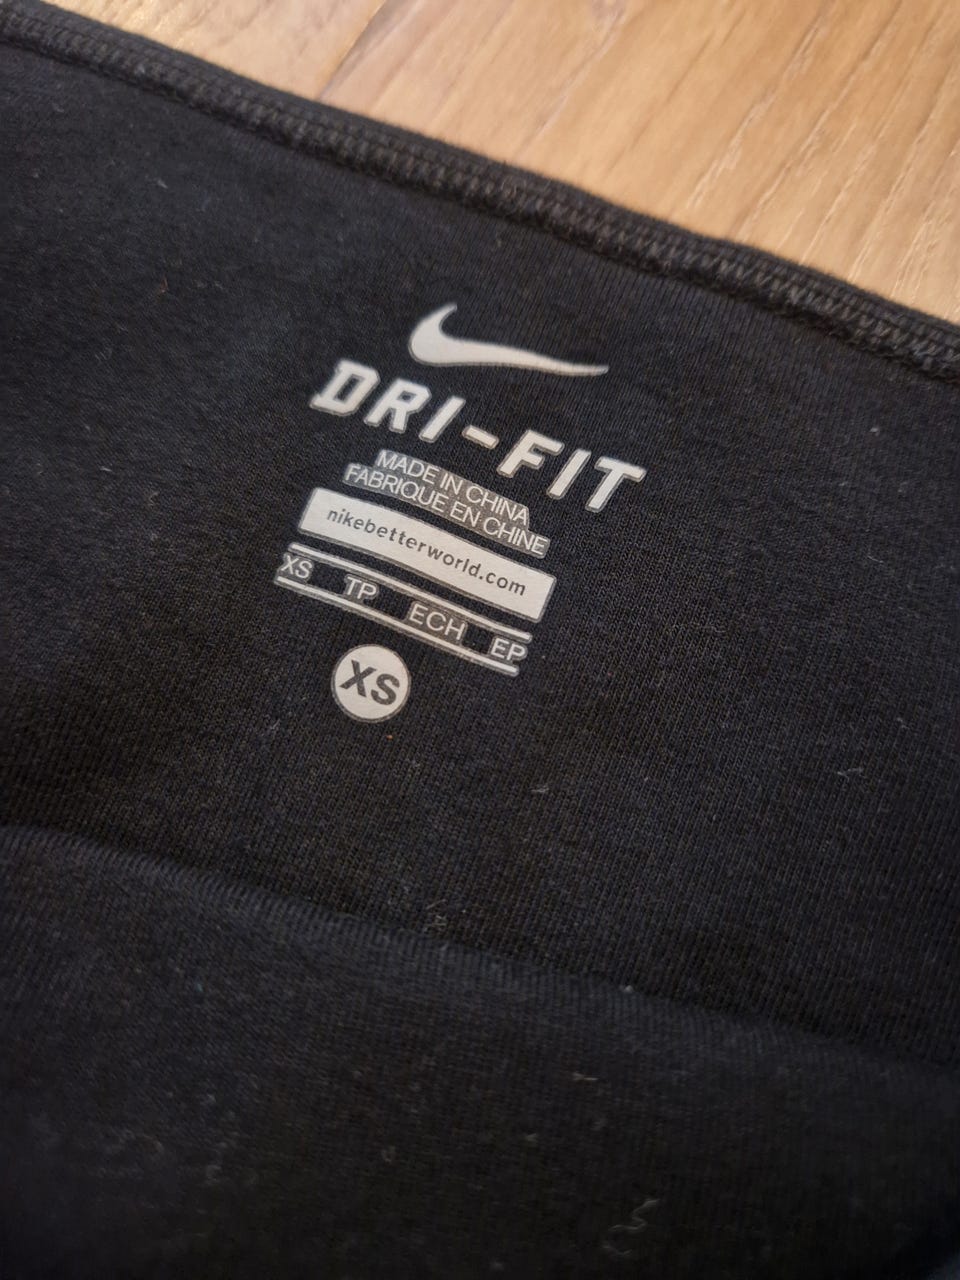 DRI-FIT
MADE IN CHINA
FABRIQUE EN CHINE
nikebetterworld.com
XS TP ECH EP
XS